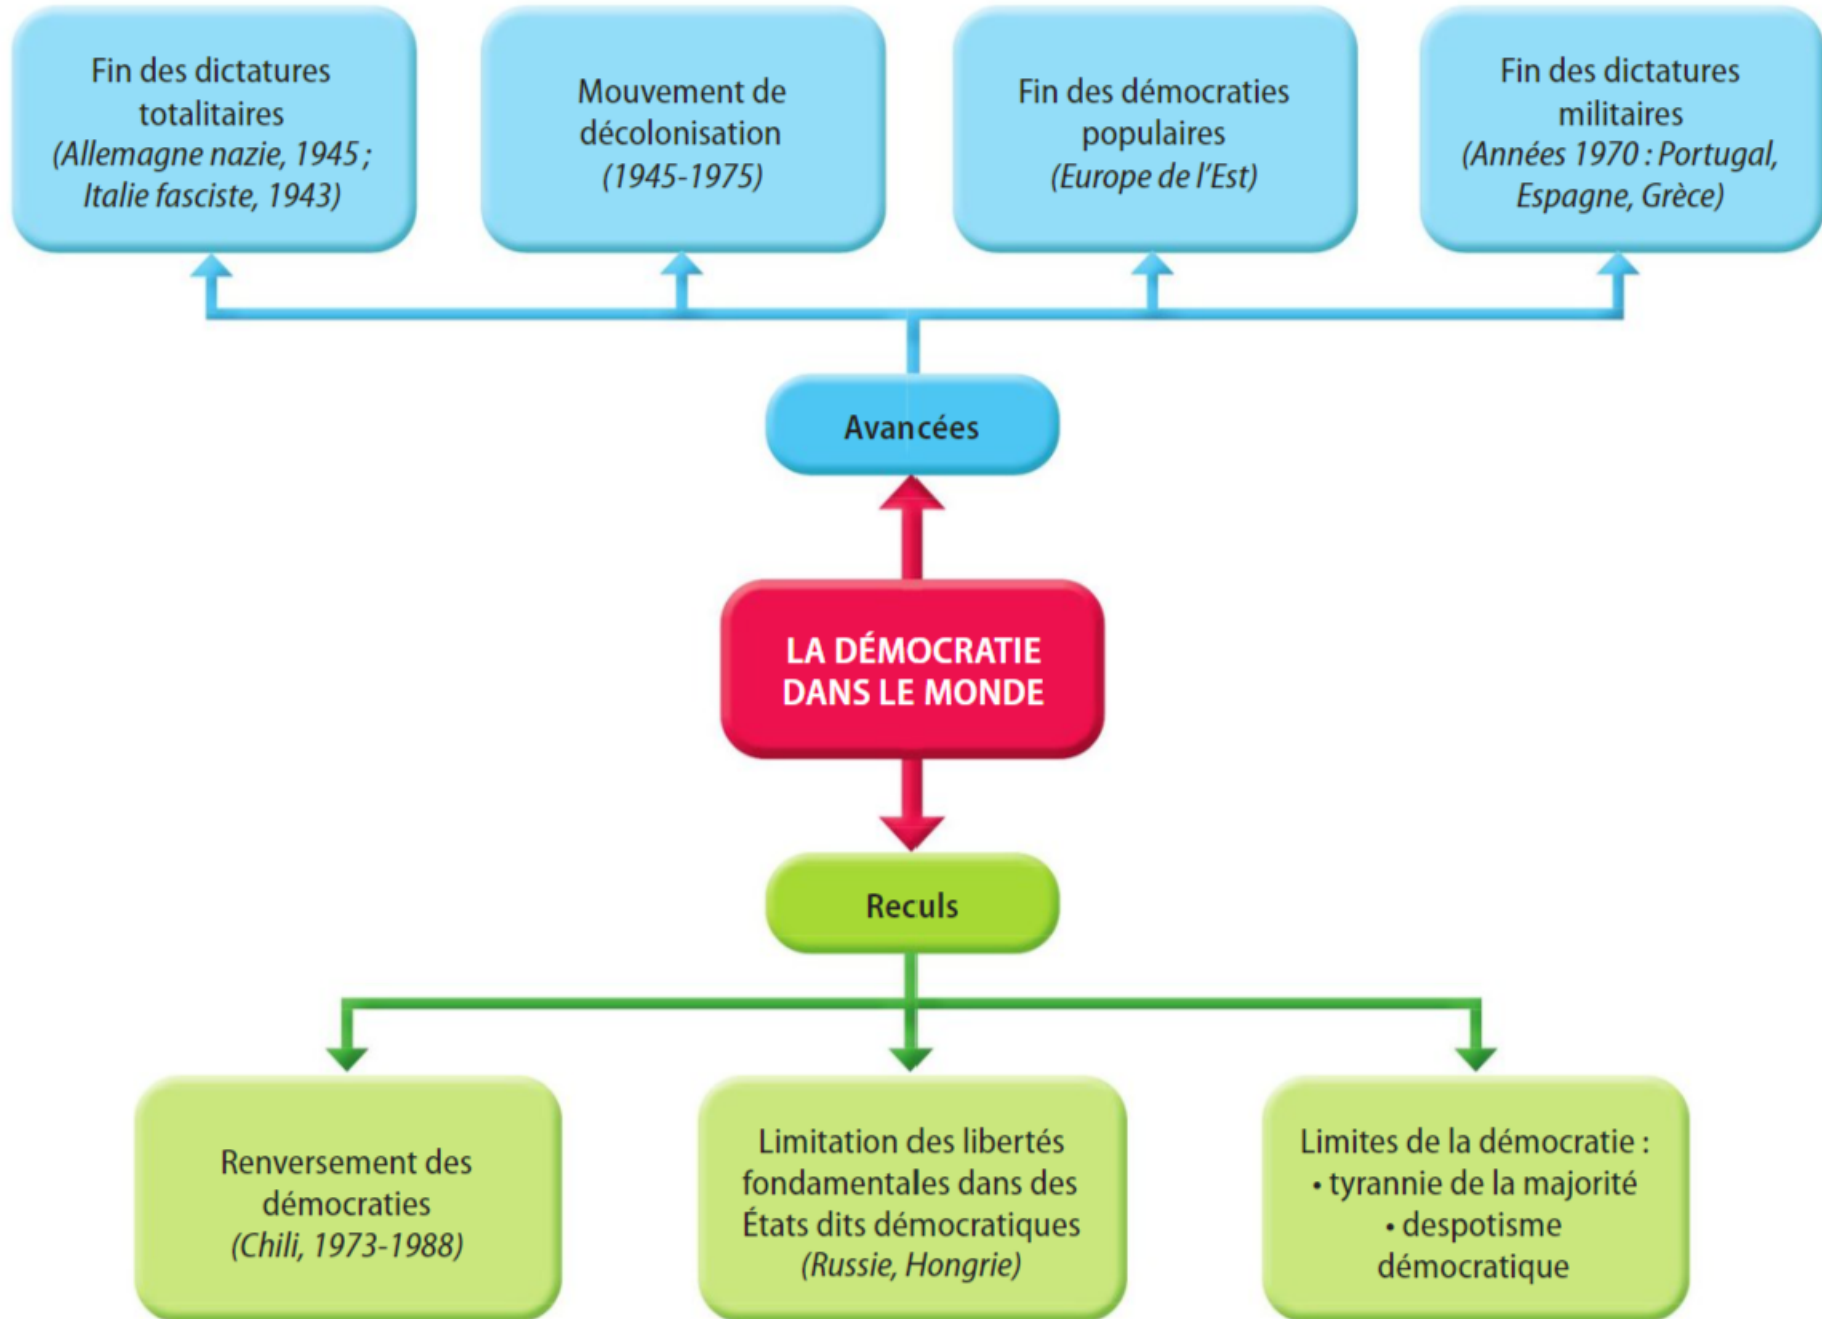 Fin des dictatures
totalitaires
(Allemagne nazie, 1945 ;
Italie fasciste, 1943)
Mouvement de
décolonisation
(1945-1975)
Fin des démocraties
populaires
(Europe de l'Est)
Fin des dictatures
militaires
(Années 1970 : Portugal,
Espagne, Grèce)
Avancées
LA DÉMOCRATIE
DANS LE MONDE
Reculs
Renversement des
démocraties
(Chili, 1973-1988)
Limitation des libertés
fondamentales dans des
États dits démocratiques
(Russie, Hongrie)
Limites de la démocratie :
• tyrannie de la majorité
• despotisme
démocratique